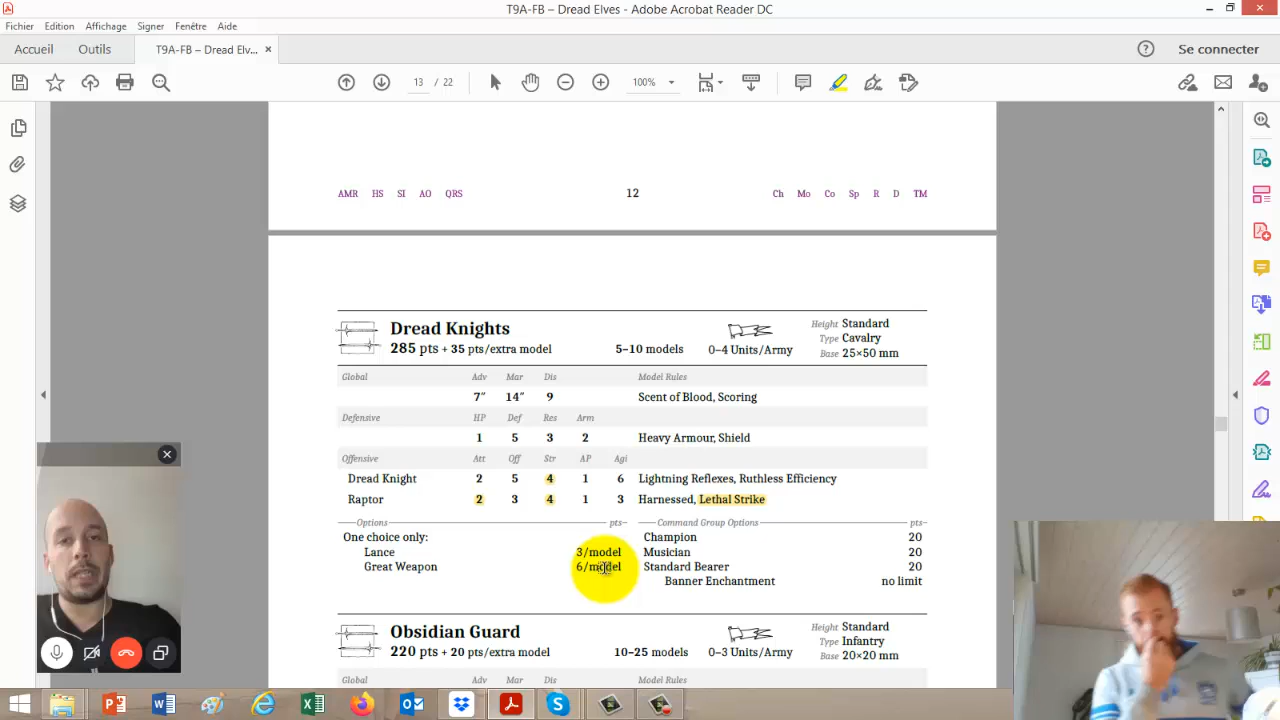 T9A-FB – Dread Elves - Adobe Acrobat Reader DC
Fichier Edition Affichage Signer Fenêtre Aide
Accueil Outils T9A-FB – Dread Elv... × ? Se connecter
13 / 22 100%
AMR HS SI AO QRS 12 Ch Mo Co Sp R D TM
Dread Knights
285 pts + 35 pts/extra model 5–10 models 0–4 Units/Army
Height Standard
Type Cavalry
Base 25×50 mm
Global Adv Mar Dis Model Rules
7″ 14″ 9 Scent of Blood, Scoring
Defensive HP Def Res Arm
1 5 3 2 Heavy Armour, Shield
Offensive Att Off Str AP Agi
Dread Knight 2 5 4 1 6 Lightning Reflexes, Ruthless Efficiency
Raptor 2 3 4 1 3 Harnessed, Lethal Strike
Options pts Command Group Options pts
One choice only: Champion 20
Lance 3/model Musician 20
Great Weapon 6/model Standard Bearer 20
Banner Enchantment no limit
Obsidian Guard
220 pts + 20 pts/extra model 10–25 models 0–3 Units/Army
Height Standard
Type Infantry
Base 20×20 mm
Global Adv Mar Dis Model Rules